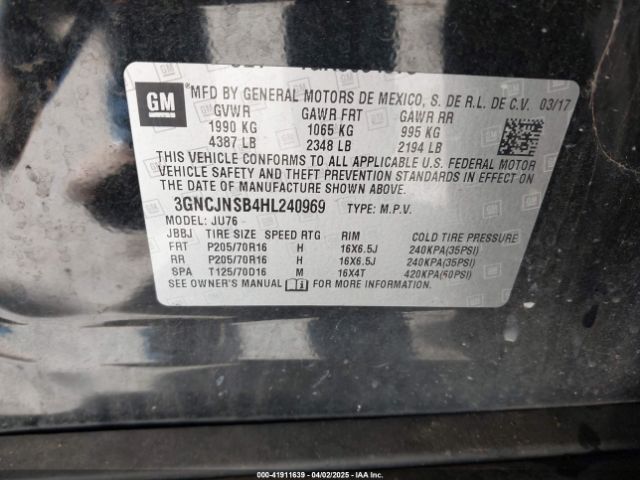 GM
MFD BY GENERAL MOTORS DE MEXICO, S. DE R.L. DE C.V. 03/17
GVWR GAWR FRT GAWR RR
1990 KG 1065 KG 995 KG
4387 LB 2348 LB 2194 LB
THIS VEHICLE CONFORMS TO ALL APPLICABLE U.S. FEDERAL MOTOR
VEHICLE SAFETY AND THEFT PREVENTION STANDARDS IN EFFECT ON
THE DATE OF MANUFACTURE SHOWN ABOVE.
3GNCJNSB4HL240969 TYPE: M.P.V.
MODEL: JU76
JBBJ TIRE SIZE SPEED RTG RIM COLD TIRE PRESSURE
FRT P205/70R16 H 16X6.5J 240KPA(35PSI)
RR P205/70R16 H 16X6.5J 240KPA(35PSI)
SPA T125/70D16 M 16X4T 420KPA(60PSI)
SEE OWNER'S MANUAL FOR MORE INFORMATION.
000-41911639 - 04/02/2025 - IAAI.COM